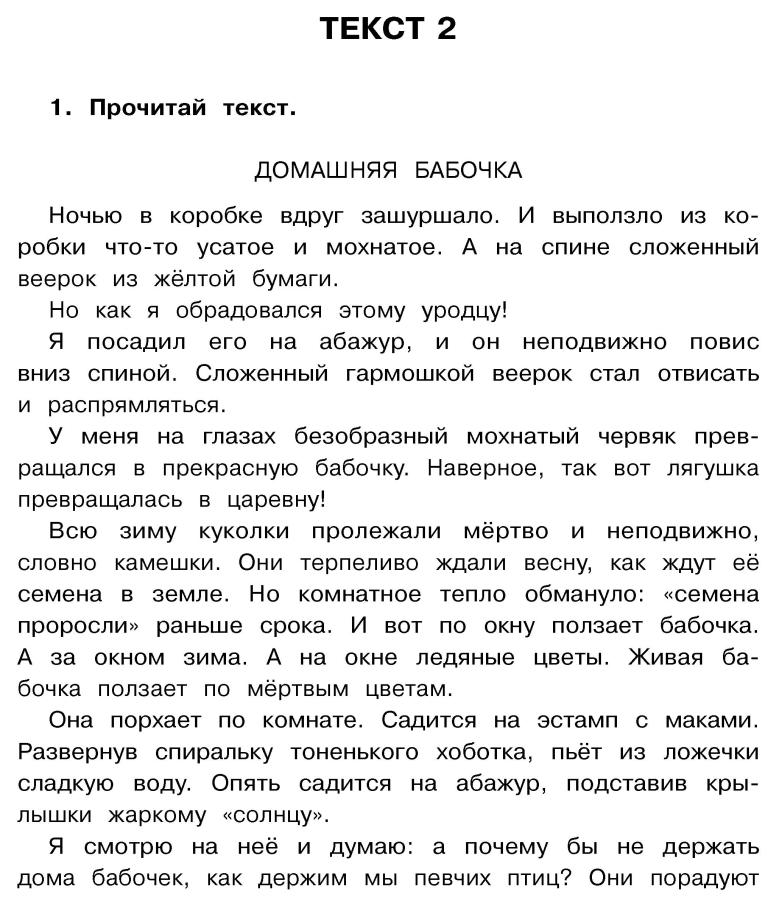 ТЕКСТ 2
1. Прочитай текст.
ДОМАШНЯЯ БАБОЧКА
Ночью в коробке вдруг зашуршало. И выползло из ко-
робки что-то усатое и мохнатое. А на спине сложенный
веерок из жёлтой бумаги.
Но как я обрадовался этому уродцу!
Я посадил его на абажур, и он неподвижно повис
вниз спиной. Сложенный гармошкой веерок стал отвисать
и распрямляться.
У меня на глазах безобразный мохнатый червяк прев-
ращался в прекрасную бабочку. Наверное, так вот лягушка
превращалась в царевну!
Всю зиму куколки пролежали мёртво и неподвижно,
словно камешки. Они терпеливо ждали весну, как ждут её
семена в земле. Но комнатное тепло обмануло: «семена
проросли» раньше срока. И вот по окну ползает бабочка.
А за окном зима. А на окне ледяные цветы. Живая ба-
бочка ползает по мёртвым цветам.
Она порхает по комнате. Садится на эстамп с маками.
Развернув спиральку тоненького хоботка, пьёт из ложечки
сладкую воду. Опять садится на абажур, подставив кры-
лышки жаркому «солнцу».
Я смотрю на неё и думаю: а почему бы не держать
дома бабочек, как держим мы певчих птиц? Они порадуют